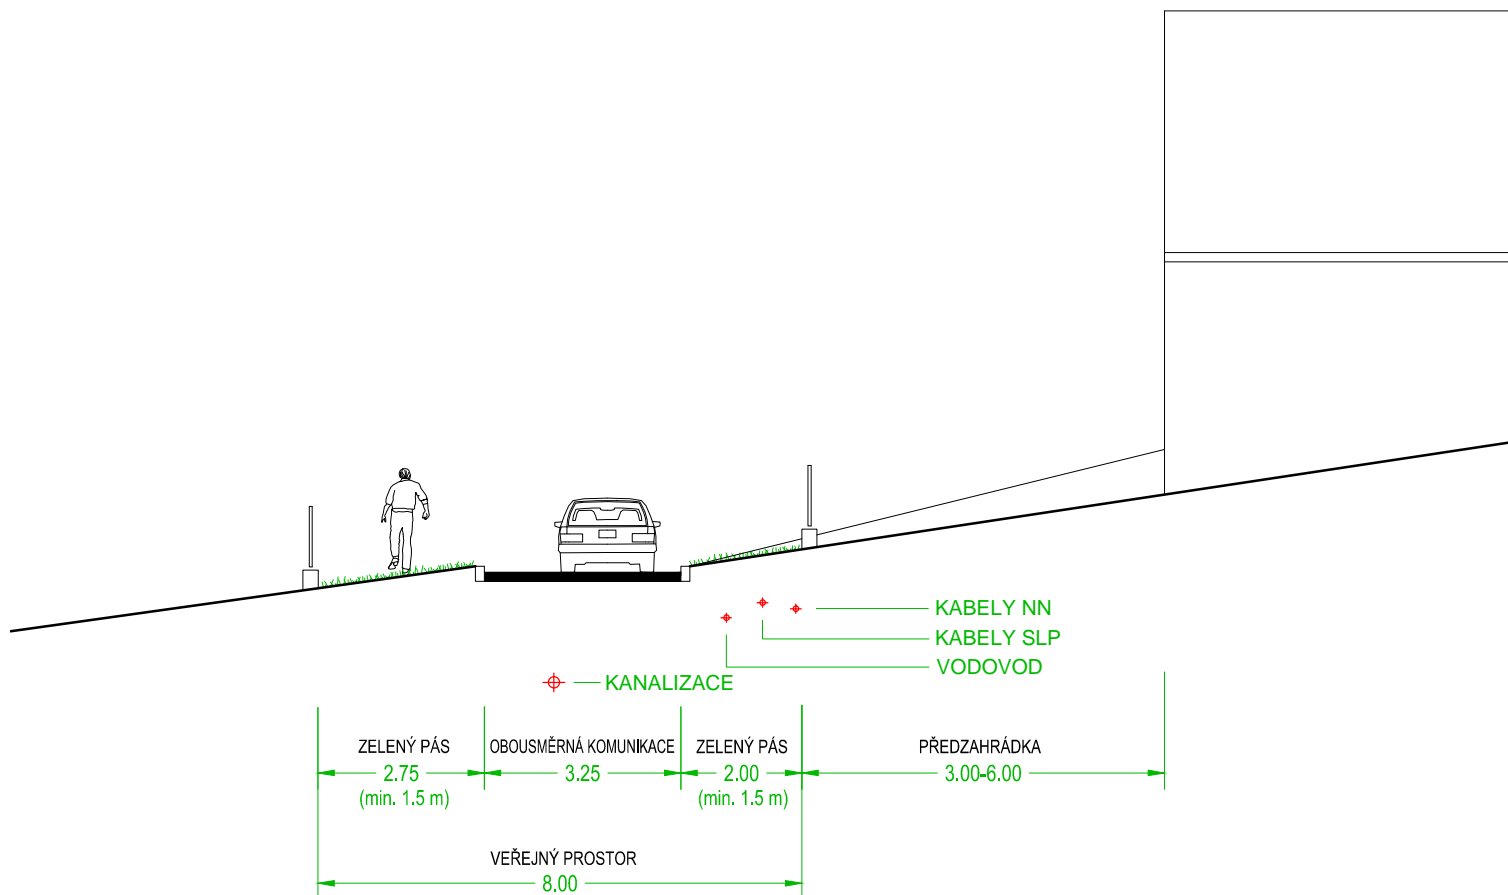 KABELY NN
KABELY SLP
VODOVOD
KANALIZACE
ZELENÝ PÁS
OBOUSMĚRNÁ KOMUNIKACE
ZELENÝ PÁS
PŘEDZAHRÁDKA
2.75
3.25
2.00
3.00-6.00
(min. 1.5 m)
(min. 1.5 m)
VEŘEJNÝ PROSTOR
8.00